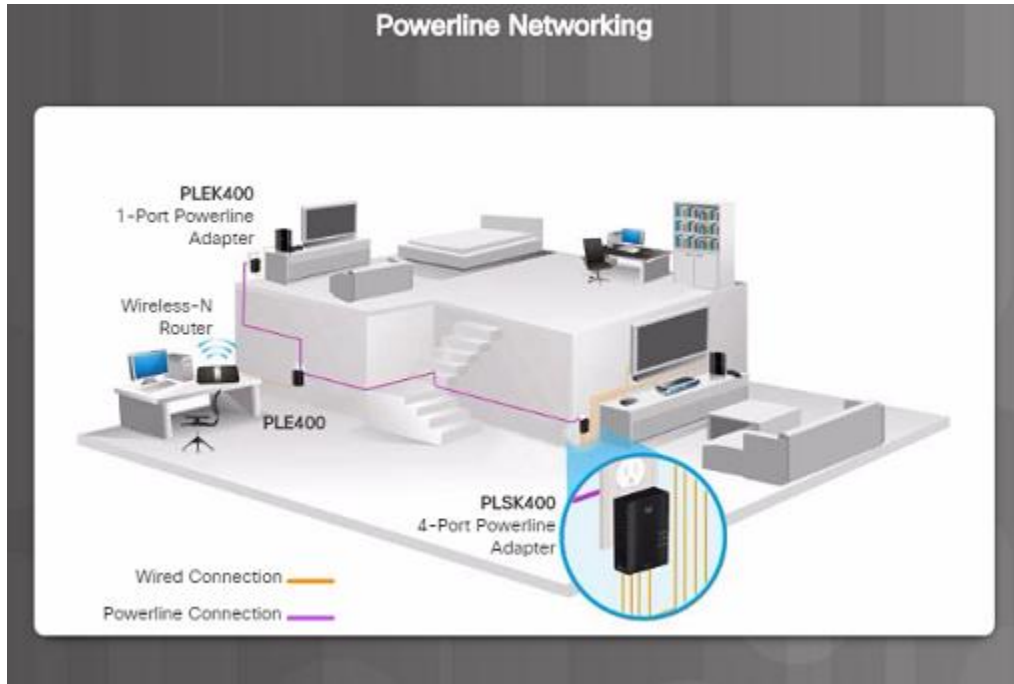 Powerline Networking
PLEK400
1-Port Powerline
Adapter
Wireless-N
Router
PLE400
PLSK400
4-Port Powerline
Adapter
Wired Connection
Powerline Connection